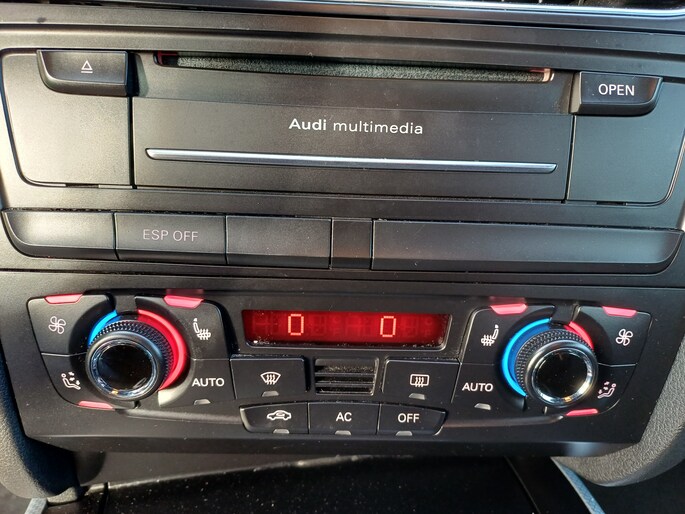 OPEN
Audi multimedia
ESP OFF
0 0
AUTO
AUTO
AC
OFF